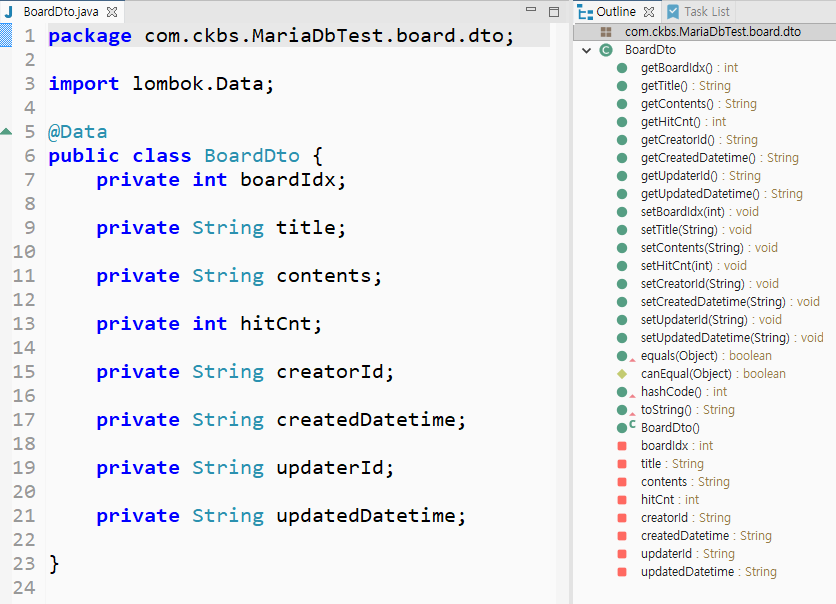 BoardDto.java
1 package com.ckbs.MariaDbTest.board.dto;
2
3 import lombok.Data;
4
5 @Data
6 public class BoardDto {
7 private int boardIdx;
8
9 private String title;
10
11 private String contents;
12
13 private int hitCnt;
14
15 private String creatorId;
16
17 private String createdDatetime;
18
19 private String updaterId;
20
21 private String updatedDatetime;
22
23 }
24
Outline Task List
com.ckbs.MariaDbTest.board.dto
BoardDto
getBoardIdx() : int
getTitle() : String
getContents() : String
getHitCnt() : int
getCreatorId() : String
getCreatedDatetime() : String
getUpdaterId() : String
getUpdatedDatetime() : String
setBoardIdx(int) : void
setTitle(String) : void
setContents(String) : void
setHitCnt(int) : void
setCreatorId(String) : void
setCreatedDatetime(String) : void
setUpdaterId(String) : void
setUpdatedDatetime(String) : void
equals(Object) : boolean
canEqual(Object) : boolean
hashCode() : int
toString() : String
BoardDto()
boardIdx : int
title : String
contents : String
hitCnt : int
creatorId : String
createdDatetime : String
updaterId : String
updatedDatetime : String